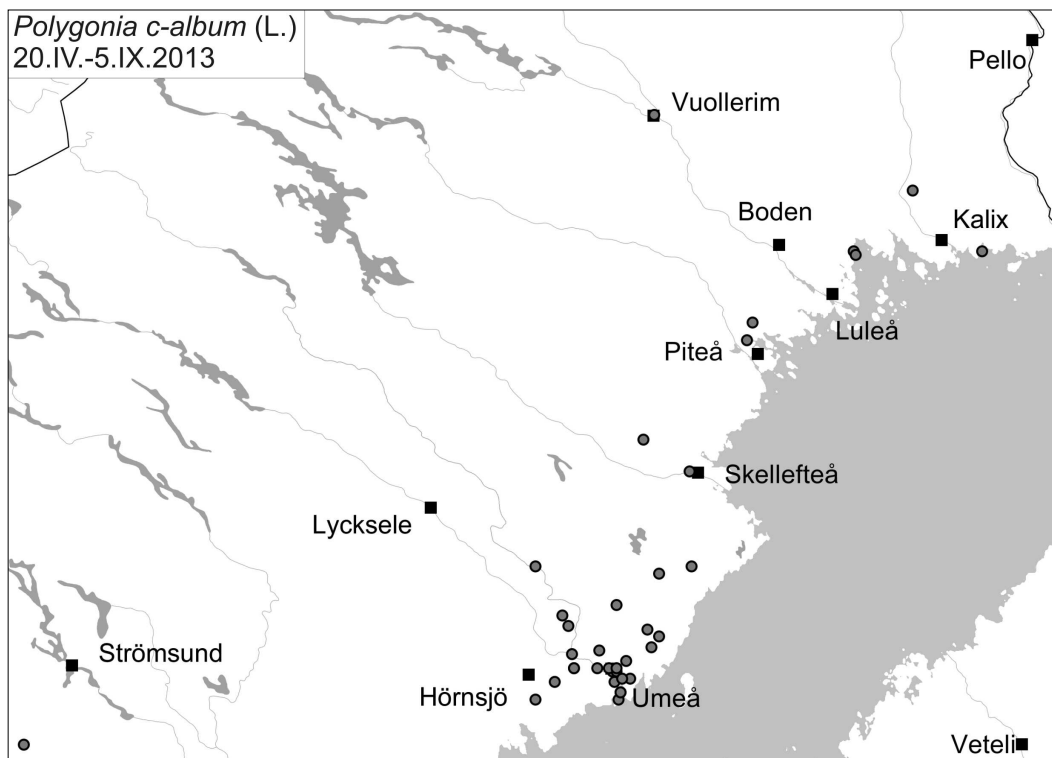 Polygonia c-album (L.)
20.IV.-5.IX.2013
Pello
Vuollerim
Boden
Kalix
Luleå
Piteå
Skellefteå
Lycksele
Strömsund
Hörnsjö
Umeå
Veteli